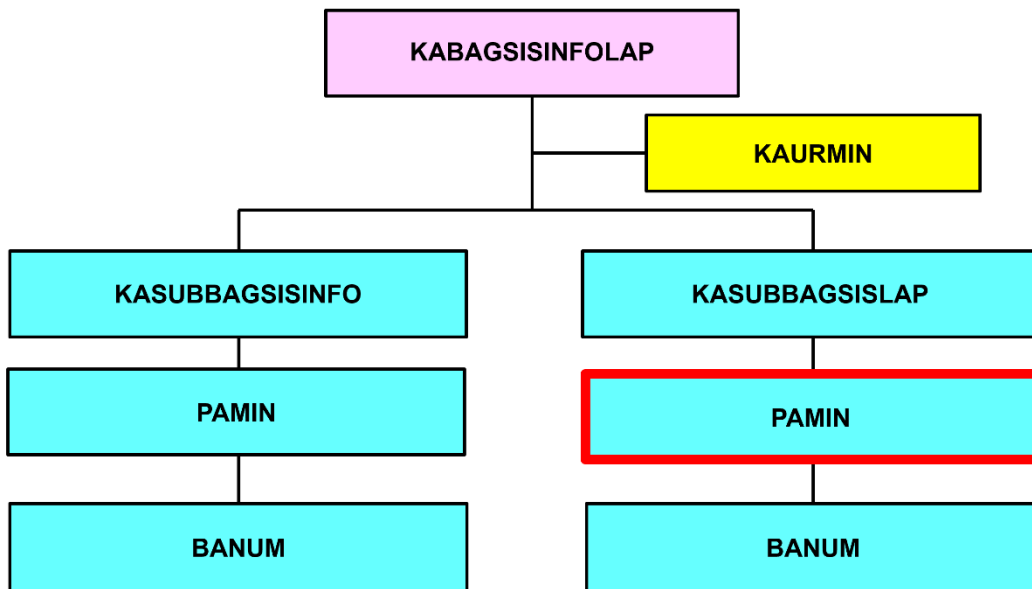 KABAGSISINFOLAP
KAURMIN
KASUBBAGSISINFO
KASUBBAGSISLAP
PAMIN
PAMIN
BANUM
BANUM